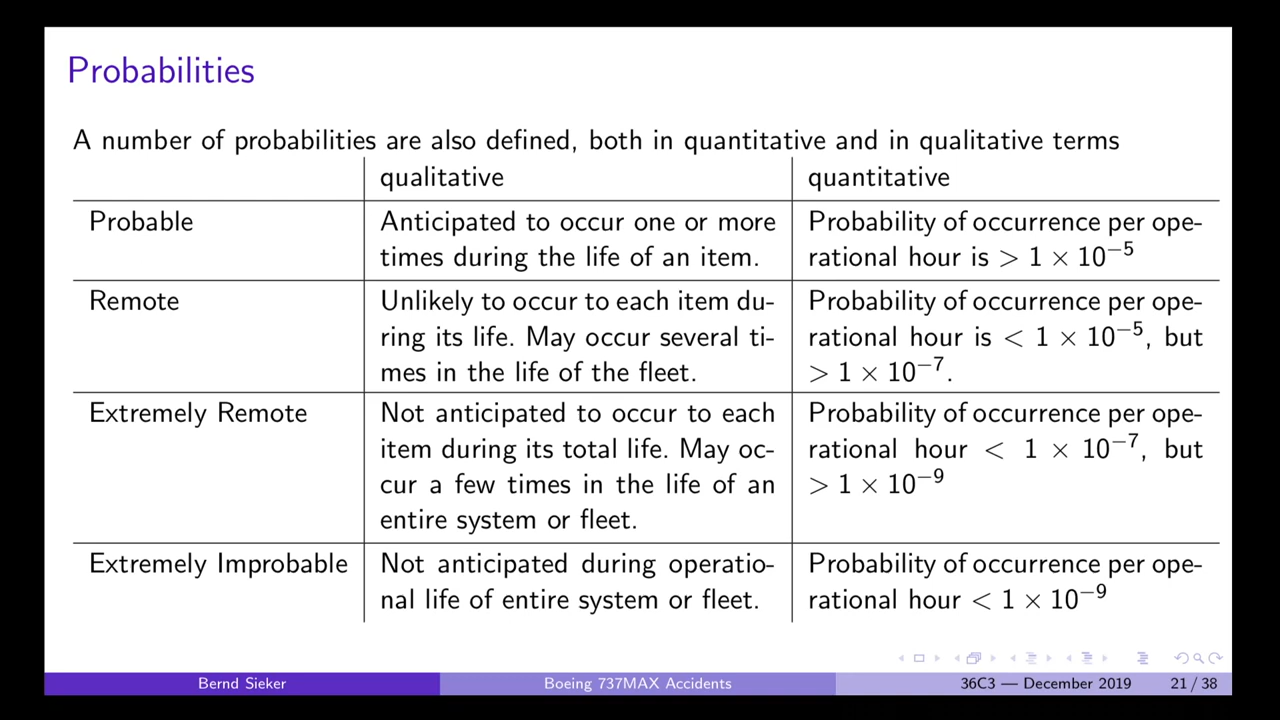 Probabilities
A number of probabilities are also defined, both in quantitative and in qualitative terms
qualitative
quantitative
Probable
Anticipated to occur one or more
times during the life of an item.
Probability of occurrence per ope-
rational hour is > 1 × 10⁻⁵
Remote
Unlikely to occur to each item du-
ring its life. May occur several ti-
mes in the life of the fleet.
Probability of occurrence per ope-
rational hour is < 1 × 10⁻⁵, but
> 1 × 10⁻⁷.
Extremely Remote
Not anticipated to occur to each
item during its total life. May oc-
cur a few times in the life of an
entire system or fleet.
Probability of occurrence per ope-
rational hour < 1 × 10⁻⁷, but
> 1 × 10⁻⁹
Extremely Improbable
Not anticipated during operatio-
nal life of entire system or fleet.
Probability of occurrence per ope-
rational hour < 1 × 10⁻⁹
Bernd Sieker
Boeing 737MAX Accidents
36C3 — December 2019
21 / 38